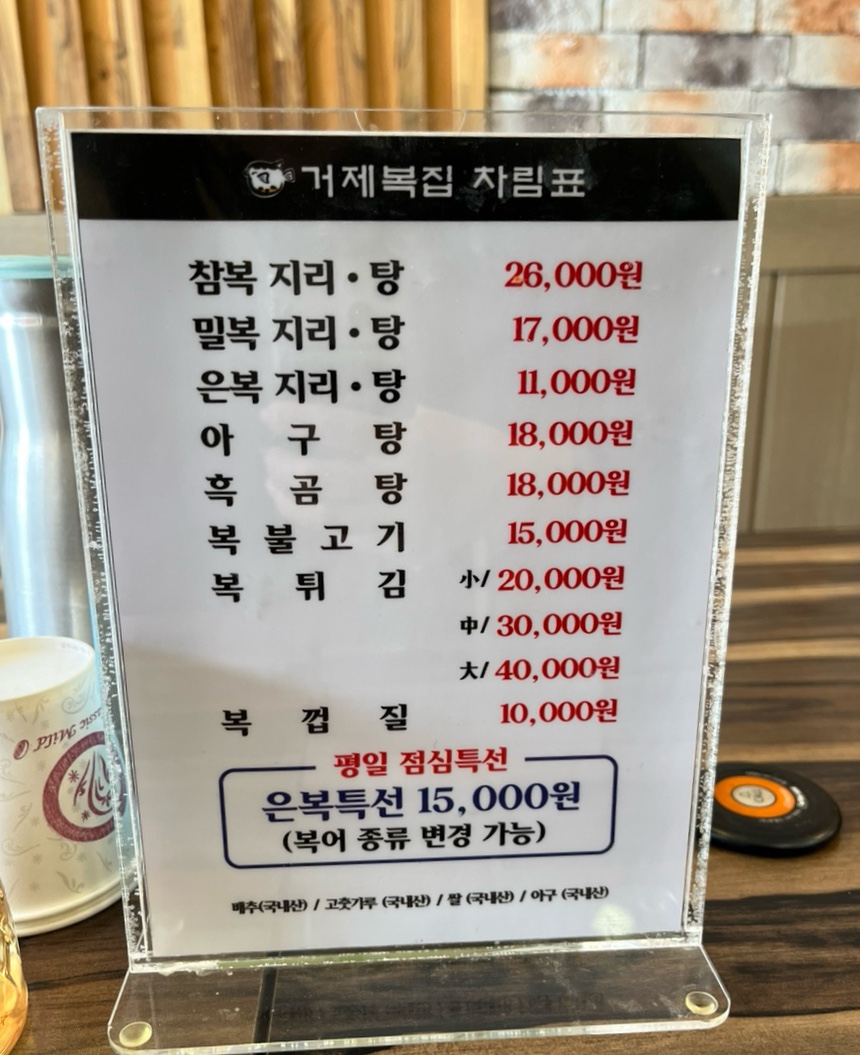 거제복집 차림표
참복 지리·탕 26,000원
밀복 지리·탕 17,000원
은복 지리·탕 11,000원
아구탕 18,000원
흑곰탕 18,000원
복불고기 15,000원
복튀김 小/ 20,000원
中/ 30,000원
大/ 40,000원
복껍질 10,000원
평일 점심특선
은복특선 15,000원
(복어 종류 변경 가능)
배추(국내산) / 고춧가루 (국내산) / 쌀 (국내산) / 아구 (국내산)
Mild